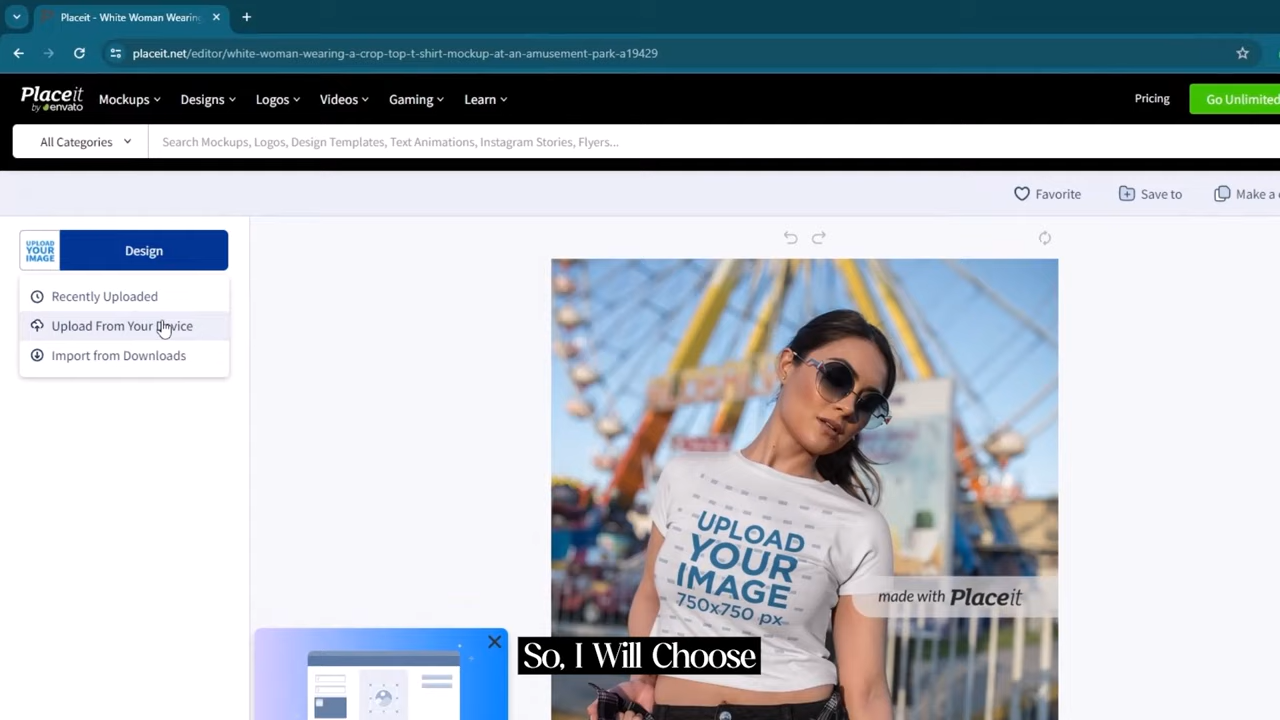 Placeit - White Woman Wearing
placeit.net/editor/white-woman-wearing-a-crop-top-t-shirt-mockup-at-an-amusement-park-a19429
Placeit
by envato
Mockups
Designs
Logos
Videos
Gaming
Learn
Pricing
Go Unlimited
All Categories
Search Mockups, Logos, Design Templates, Text Animations, Instagram Stories, Flyers...
Favorite
Save to
Make a
UPLOAD
YOUR
IMAGE
Design
Recently Uploaded
Upload From Your Device
Import from Downloads
UPLOAD
YOUR
IMAGE
750x750 px
made with Placeit
So, I Will Choose